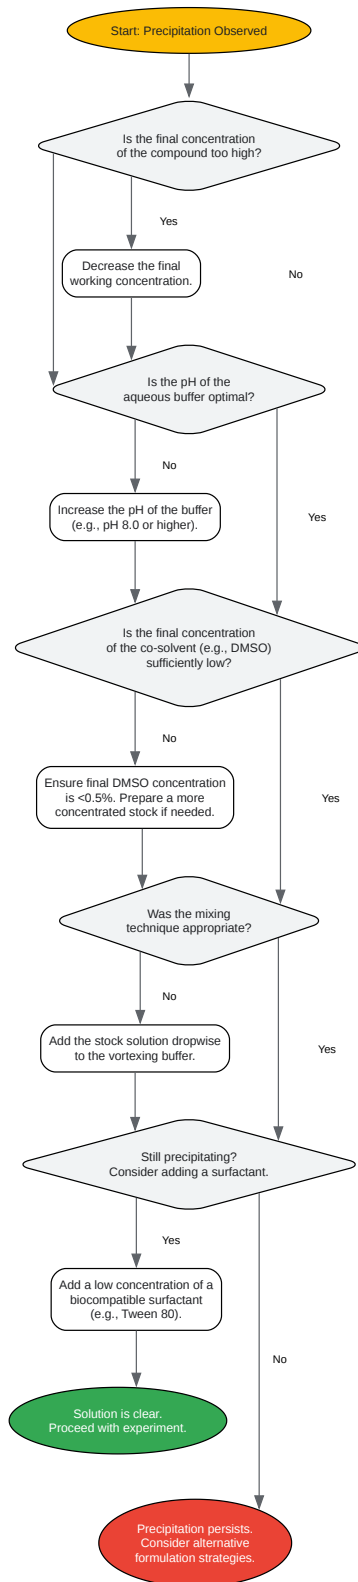 Start: Precipitation Observed
Is the final concentration
of the compound too high?
Yes
Decrease the final
working concentration.
No
Is the pH of the
aqueous buffer optimal?
No
Increase the pH of the buffer
(e.g., pH 8.0 or higher).
Yes
Is the final concentration
of the co-solvent (e.g., DMSO)
sufficiently low?
No
Ensure final DMSO concentration
is <0.5%. Prepare a more
concentrated stock if needed.
Yes
Was the mixing
technique appropriate?
No
Add the stock solution dropwise
to the vortexing buffer.
Yes
Still precipitating?
Consider adding a surfactant.
Yes
Add a low concentration of a
biocompatible surfactant
(e.g., Tween 80).
No
Solution is clear.
Proceed with experiment.
Precipitation persists.
Consider alternative
formulation strategies.